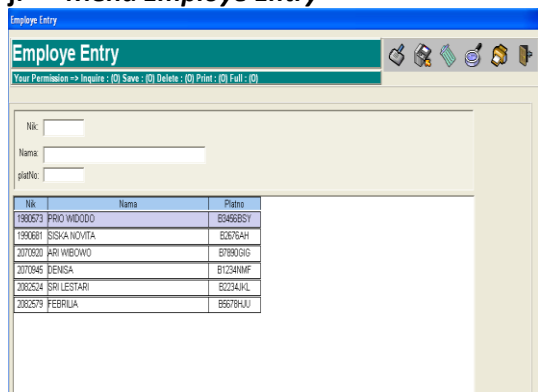 j. Menu Employe Entry
Employe Entry
Employe Entry
Your Permission => Inquire : (0) Save : (0) Delete : (0) Print : (0) Full : (0)
Nik:
Nama:
platNo:
Nik Nama Platno
1980573 PRIO WIDODO B3456BSY
1990681 SISKA NOVITA B2676AH
2070920 ARI WIBOWO B7890GIG
2070945 DENISA B1234NMF
2082524 SRI LESTARI B2234JKL
2082579 FEBRILIA B5678HJU